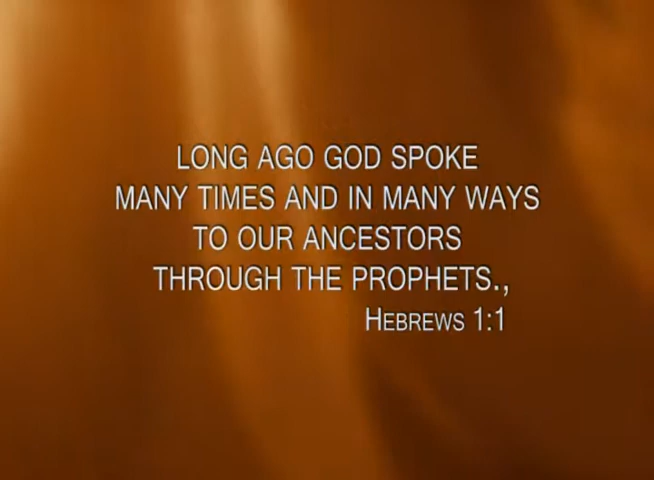 LONG AGO GOD SPOKE
MANY TIMES AND IN MANY WAYS
TO OUR ANCESTORS
THROUGH THE PROPHETS.,
HEBREWS 1:1